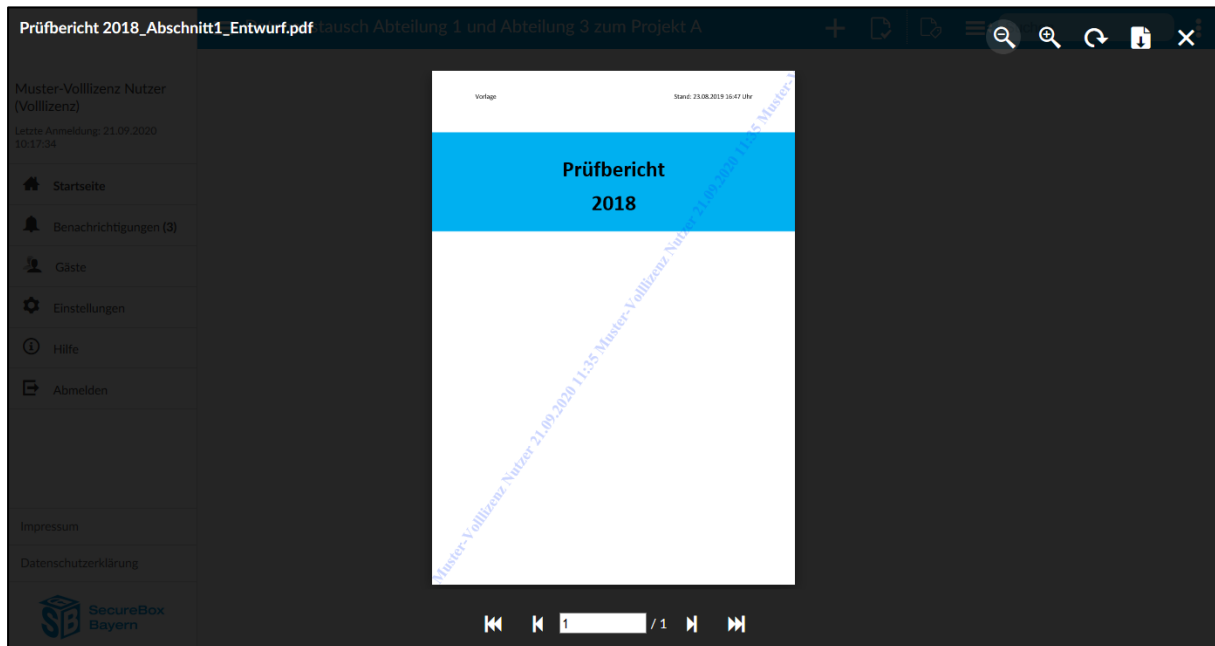 Prüfbericht 2018_Abschnitt1_Entwurf.pdf
tausch Abteilung 1 und Abteilung 3 zum Projekt A
Muster-Volllizenz Nutzer
(Volllizenz)
Letzte Anmeldung: 21.09.2020
10:17:34
Startseite
Benachrichtigungen (3)
Gäste
Einstellungen
Hilfe
Abmelden
Impressum
Datenschutzerklärung
SecureBox
Bayern
Vorlage
Stand: 23.08.2019 16:47 Uhr
Prüfbericht
2018
Muster-Volllizenz Nutzer 21.09.2020 11:35 Muster-Volllizenz Nutzer 21.09.2020 11:35 Muster-V
1 / 1